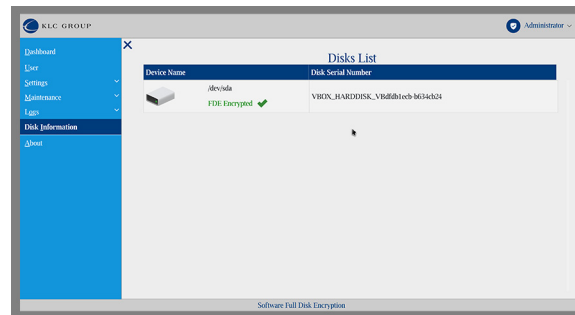 KLC GROUP
Administrator
Dashboard
User
Settings
Maintenance
Logs
Disk Information
About
Disks List
Device Name Disk Serial Number
/dev/sda
FDE Encrypted
VBOX_HARDDISK_VBdfdb1ecb-b634cb24
Software Full Disk Encryption